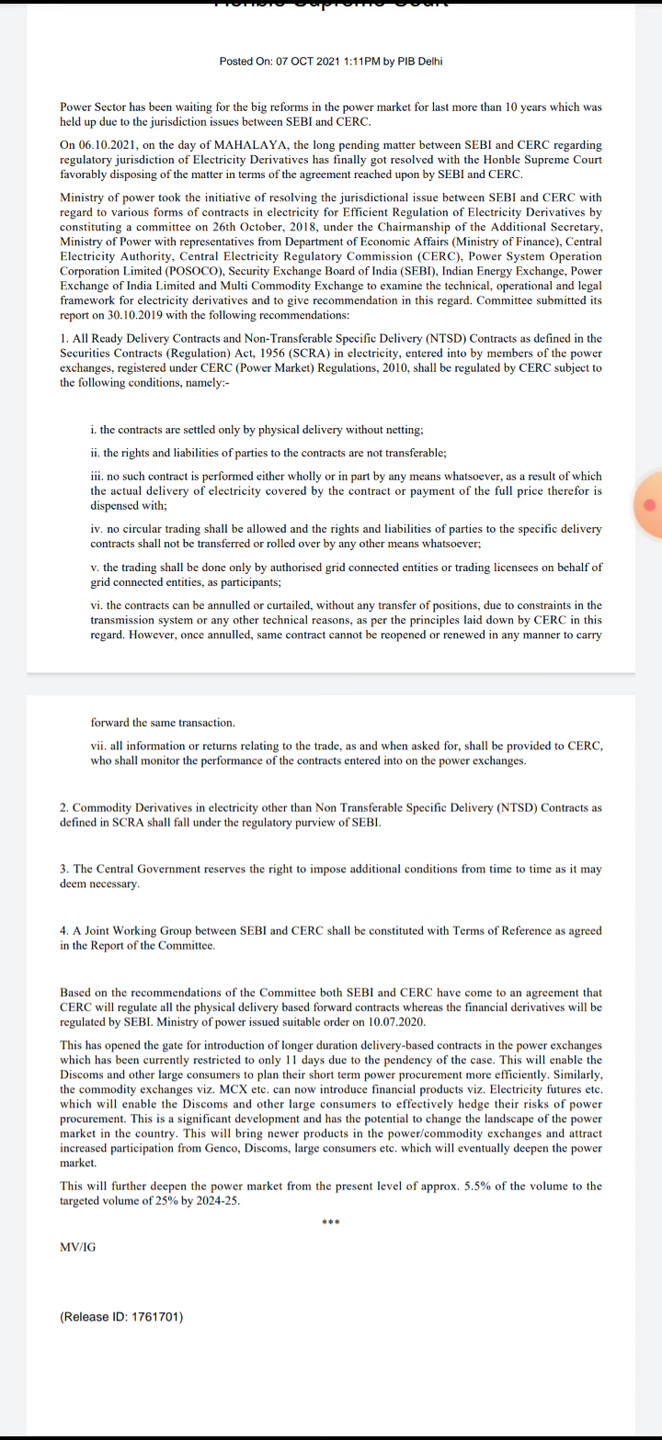 Posted On: 07 OCT 2021 1:11PM by PIB Delhi
Power Sector has been waiting for the big reforms in the power market for last more than 10 years which was
held up due to the jurisdiction issues between SEBI and CERC.
On 06.10.2021, on the day of MAHALAYA, the long pending matter between SEBI and CERC regarding
regulatory jurisdiction of Electricity Derivatives has finally got resolved with the Honble Supreme Court
favorably disposing of the matter in terms of the agreement reached upon by SEBI and CERC.
Ministry of power took the initiative of resolving the jurisdictional issue between SEBI and CERC with
regard to various forms of contracts in electricity for Efficient Regulation of Electricity Derivatives by
constituting a committee on 26th October, 2018, under the Chairmanship of the Additional Secretary,
Ministry of Power with representatives from Department of Economic Affairs (Ministry of Finance), Central
Electricity Authority, Central Electricity Regulatory Commission (CERC), Power System Operation
Corporation Limited (POSOCO), Security Exchange Board of India (SEBI), Indian Energy Exchange, Power
Exchange of India Limited and Multi Commodity Exchange to examine the technical, operational and legal
framework for electricity derivatives and to give recommendation in this regard. Committee submitted its
report on 30.10.2019 with the following recommendations:
1. All Ready Delivery Contracts and Non-Transferable Specific Delivery (NTSD) Contracts as defined in the
Securities Contracts (Regulation) Act, 1956 (SCRA) in electricity, entered into by members of the power
exchanges, registered under CERC (Power Market) Regulations, 2010, shall be regulated by CERC subject to
the following conditions, namely:-
i. the contracts are settled only by physical delivery without netting;
ii. the rights and liabilities of parties to the contracts are not transferable;
iii. no such contract is performed either wholly or in part by any means whatsoever, as a result of which
the actual delivery of electricity covered by the contract or payment of the full price therefor is
dispensed with;
iv. no circular trading shall be allowed and the rights and liabilities of parties to the specific delivery
contracts shall not be transferred or rolled over by any other means whatsoever;
v. the trading shall be done only by authorised grid connected entities or trading licensees on behalf of
grid connected entities, as participants;
vi. the contracts can be annulled or curtailed, without any transfer of positions, due to constraints in the
transmission system or any other technical reasons, as per the principles laid down by CERC in this
regard. However, once annulled, same contract cannot be reopened or renewed in any manner to carry
forward the same transaction.
vii. all information or returns relating to the trade, as and when asked for, shall be provided to CERC,
who shall monitor the performance of the contracts entered into on the power exchanges.
2. Commodity Derivatives in electricity other than Non Transferable Specific Delivery (NTSD) Contracts as
defined in SCRA shall fall under the regulatory purview of SEBI.
3. The Central Government reserves the right to impose additional conditions from time to time as it may
deem necessary.
4. A Joint Working Group between SEBI and CERC shall be constituted with Terms of Reference as agreed
in the Report of the Committee.
Based on the recommendations of the Committee both SEBI and CERC have come to an agreement that
CERC will regulate all the physical delivery based forward contracts whereas the financial derivatives will be
regulated by SEBI. Ministry of power issued suitable order on 10.07.2020.
This has opened the gate for introduction of longer duration delivery-based contracts in the power exchanges
which has been currently restricted to only 11 days due to the pendency of the case. This will enable the
Discoms and other large consumers to plan their short term power procurement more efficiently. Similarly,
the commodity exchanges viz. MCX etc. can now introduce financial products viz. Electricity futures etc.
which will enable the Discoms and other large consumers to effectively hedge their risks of power
procurement. This is a significant development and has the potential to change the landscape of the power
market in the country. This will bring newer products in the power/commodity exchanges and attract
increased participation from Genco, Discoms, large consumers etc. which will eventually deepen the power
market.
This will further deepen the power market from the present level of approx. 5.5% of the volume to the
targeted volume of 25% by 2024-25.
***
MV/IG
(Release ID: 1761701)